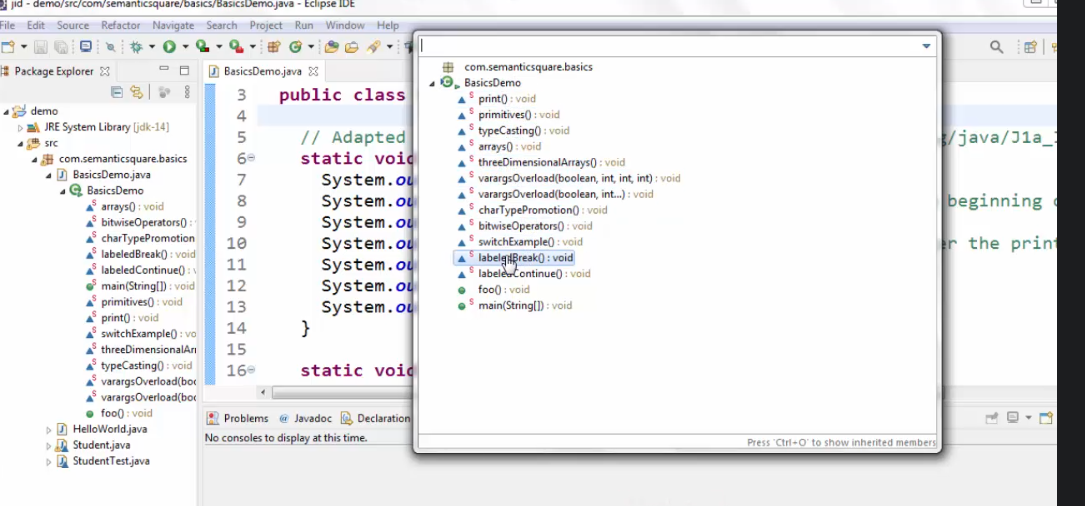 jid - demo/src/com/semanticsquare/basics/BasicsDemo.java - Eclipse IDE
File Edit Source Refactor Navigate Search Project Run Window Help
Package Explorer
demo
JRE System Library [jdk-14]
src
com.semanticsquare.basics
BasicsDemo.java
BasicsDemo
arrays() : void
bitwiseOperators() :
charTypePromotion
labeledBreak() : void
labeledContinue() :
main(String[]) : void
primitives() : void
print() : void
switchExample() : vo
threeDimensionalArr
typeCasting() : void
varargsOverload(boo
varargsOverload(boo
foo() : void
HelloWorld.java
Student.java
StudentTest.java
BasicsDemo.java
3 public class
4
5 // Adapted g/java/J1a_
6 static void
7 System.ou
8 System.ou beginning
9 System.ou
10 System.ou er the print
11 System.ou
12 System.ou
13 System.ou
14 }
15
16 static void
com.semanticsquare.basics
BasicsDemo
print() : void
primitives() : void
typeCasting() : void
arrays() : void
threeDimensionalArrays() : void
varargsOverload(boolean, int, int, int) : void
varargsOverload(boolean, int...) : void
charTypePromotion() : void
bitwiseOperators() : void
switchExample() : void
labeledBreak() : void
labeledContinue() : void
foo() : void
main(String[]) : void
Press 'Ctrl+O' to show inherited members
Problems @ Javadoc Declaration
No consoles to display at this time.